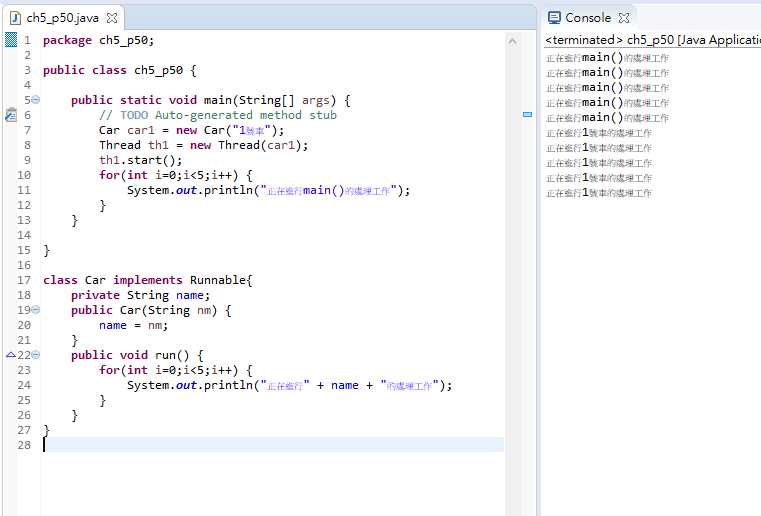 ch5_p50.java
1 package ch5_p50;
2
3 public class ch5_p50 {
4
5 public static void main(String[] args) {
6 // TODO Auto-generated method stub
7 Car car1 = new Car("1號車");
8 Thread th1 = new Thread(car1);
9 th1.start();
10 for(int i=0;i<5;i++) {
11 System.out.println("正在進行main()的處理工作");
12 }
13 }
14
15 }
16
17 class Car implements Runnable{
18 private String name;
19 public Car(String nm) {
20 name = nm;
21 }
22 public void run() {
23 for(int i=0;i<5;i++) {
24 System.out.println("正在進行" + name + "的處理工作");
25 }
26 }
27 }
28
Console
<terminated> ch5_p50 [Java Applicatio
正在進行main()的處理工作
正在進行main()的處理工作
正在進行main()的處理工作
正在進行main()的處理工作
正在進行main()的處理工作
正在進行1號車的處理工作
正在進行1號車的處理工作
正在進行1號車的處理工作
正在進行1號車的處理工作
正在進行1號車的處理工作